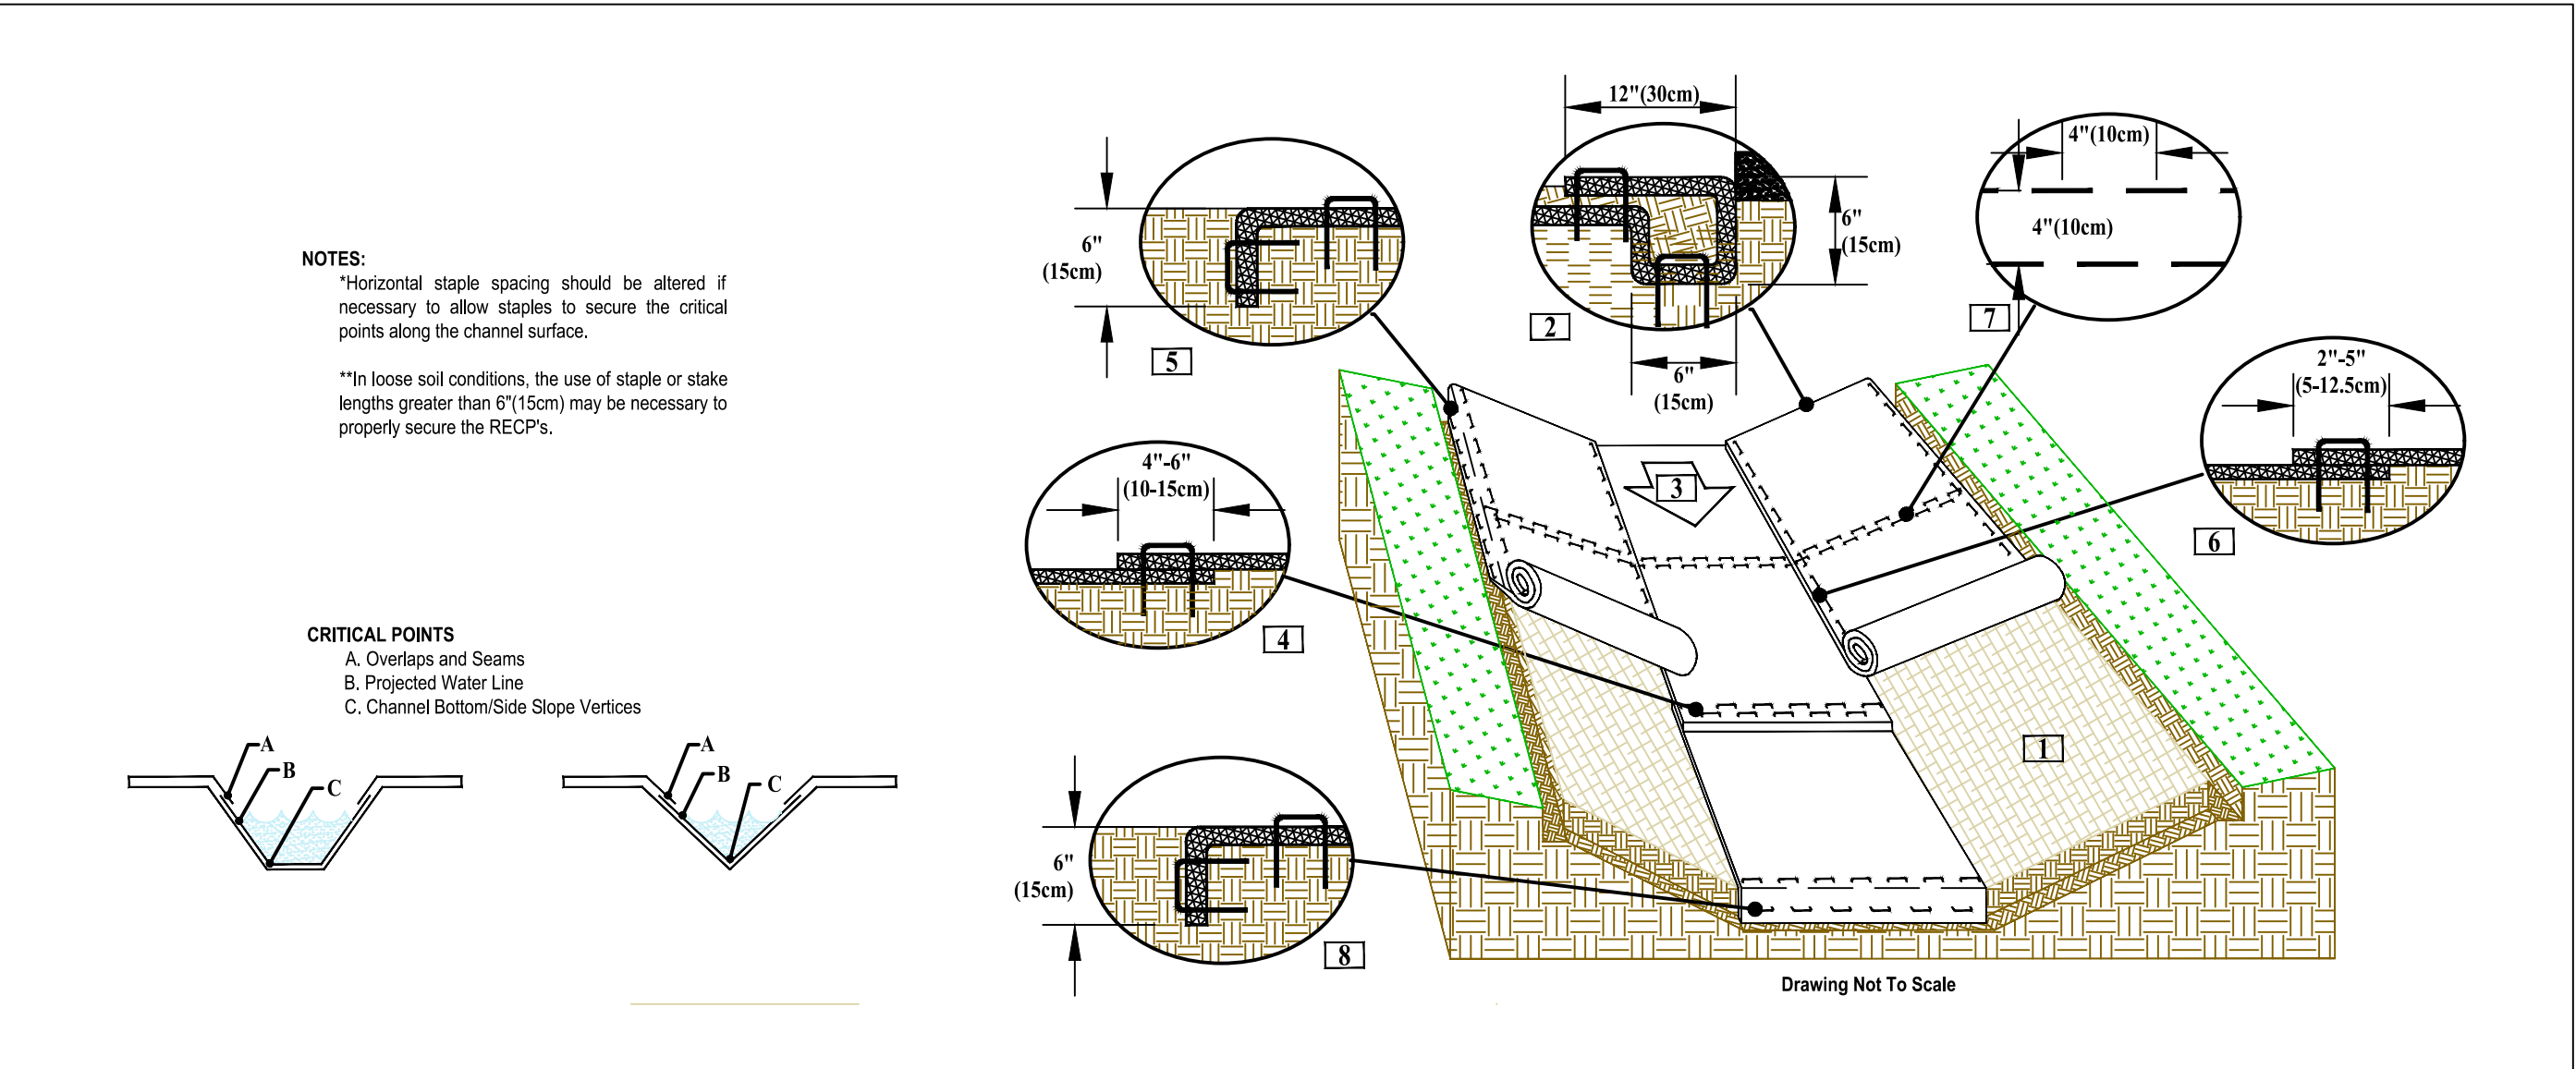 NOTES:
*Horizontal staple spacing should be altered if
necessary to allow staples to secure the critical
points along the channel surface.
**In loose soil conditions, the use of staple or stake
lengths greater than 6"(15cm) may be necessary to
properly secure the RECP's.
CRITICAL POINTS
A. Overlaps and Seams
B. Projected Water Line
C. Channel Bottom/Side Slope Vertices
A
B
C
A
B
C
6"
(15cm)
5
12"(30cm)
6"
(15cm)
2
6"
(15cm)
4"(10cm)
4"(10cm)
7
2"-5"
(5-12.5cm)
6
4"-6"
(10-15cm)
4
3
1
6"
(15cm)
8
Drawing Not To Scale